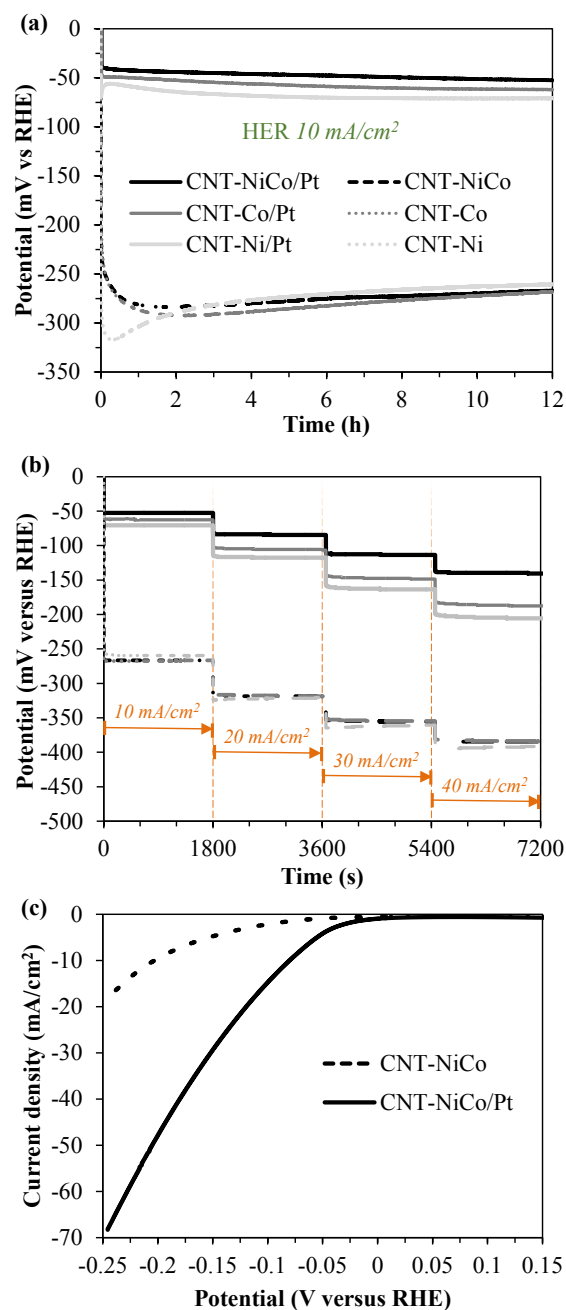 (a)
0
-50
-100
-150
-200
-250
-300
-350
Potential (mV vs RHE)
HER 10 mA/cm²
CNT-NiCo/Pt CNT-NiCo
CNT-Co/Pt CNT-Co
CNT-Ni/Pt CNT-Ni
0 2 4 6 8 10 12
Time (h)
(b)
0
-50
-100
-150
-200
-250
-300
-350
-400
-450
-500
Potential (mV versus RHE)
10 mA/cm²
20 mA/cm²
30 mA/cm²
40 mA/cm²
0 1800 3600 5400 7200
Time (s)
(c)
0
-10
-20
-30
-40
-50
-60
-70
Current density (mA/cm²)
CNT-NiCo
CNT-NiCo/Pt
-0.25 -0.2 -0.15 -0.1 -0.05 0 0.05 0.1 0.15
Potential (V versus RHE)